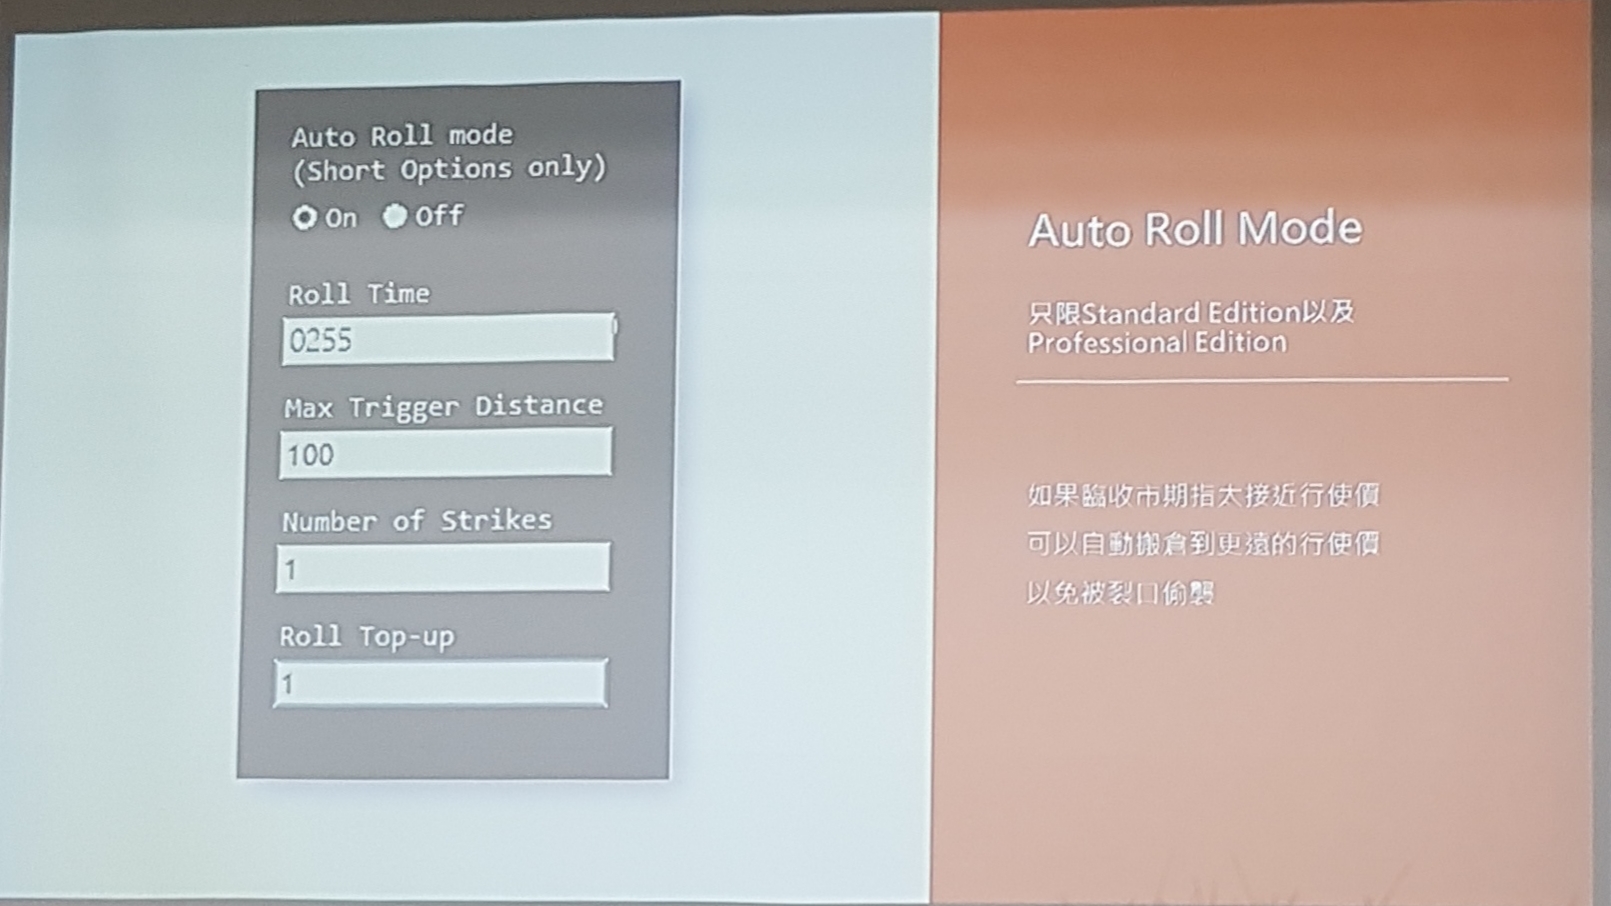 Auto Roll mode
(Short Options only)
On Off
Roll Time
0255
Max Trigger Distance
100
Number of Strikes
1
Roll Top-up
1
Auto Roll Mode
只限Standard Edition以及
Professional Edition
如果臨收市期指太接近行使價
可以自動搬倉到更遠的行使價
以免被裂口偷襲